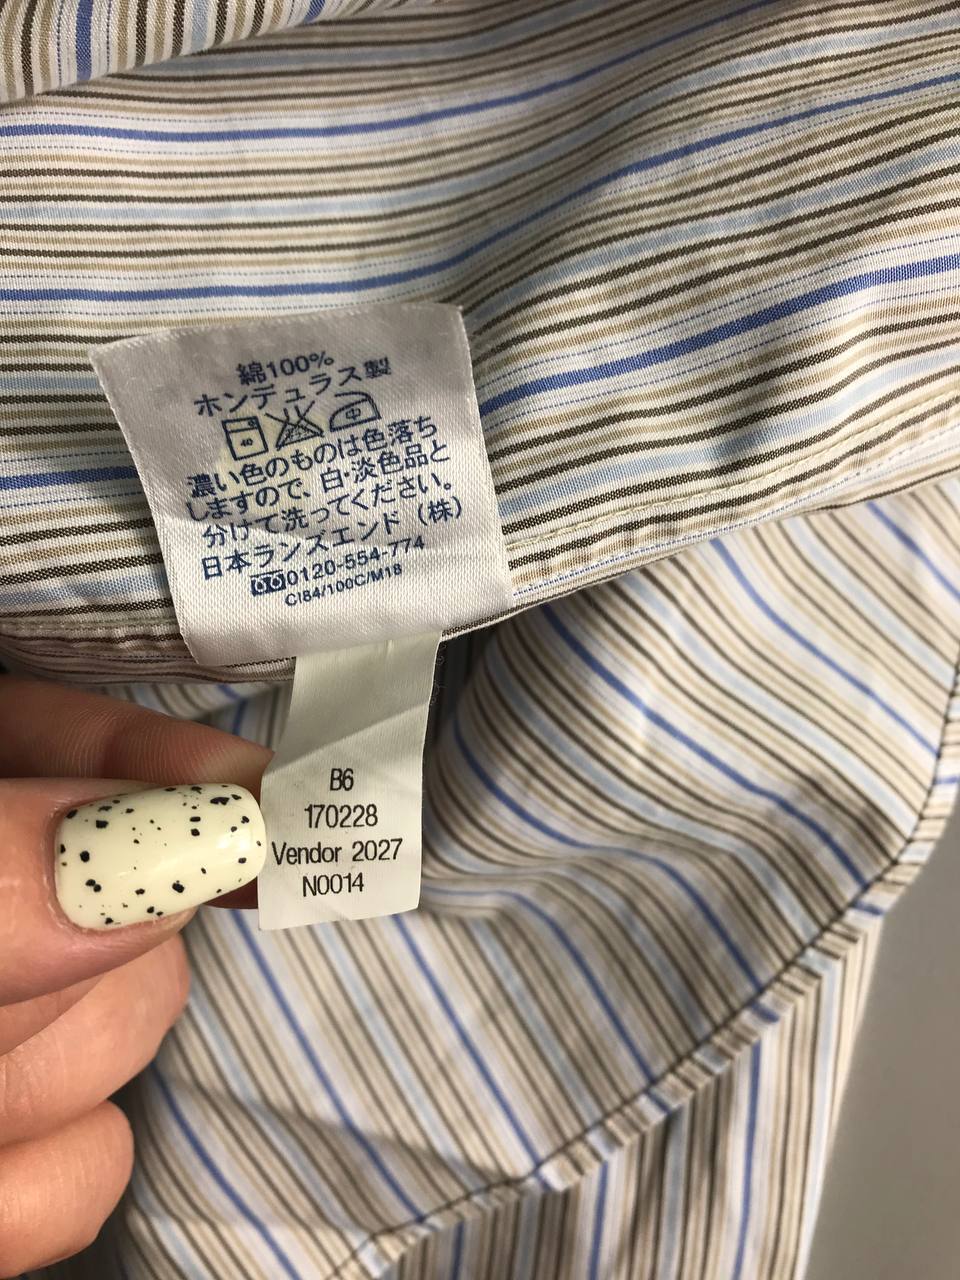 綿100%
ホンデュラス製
40 中
濃い色のものは色落ち
しますので、白・淡色品と
分けて洗ってください。
日本ランズエンド（株）
0120-554-774
CI84/100C/M18
B6
170228
Vendor 2027
N0014